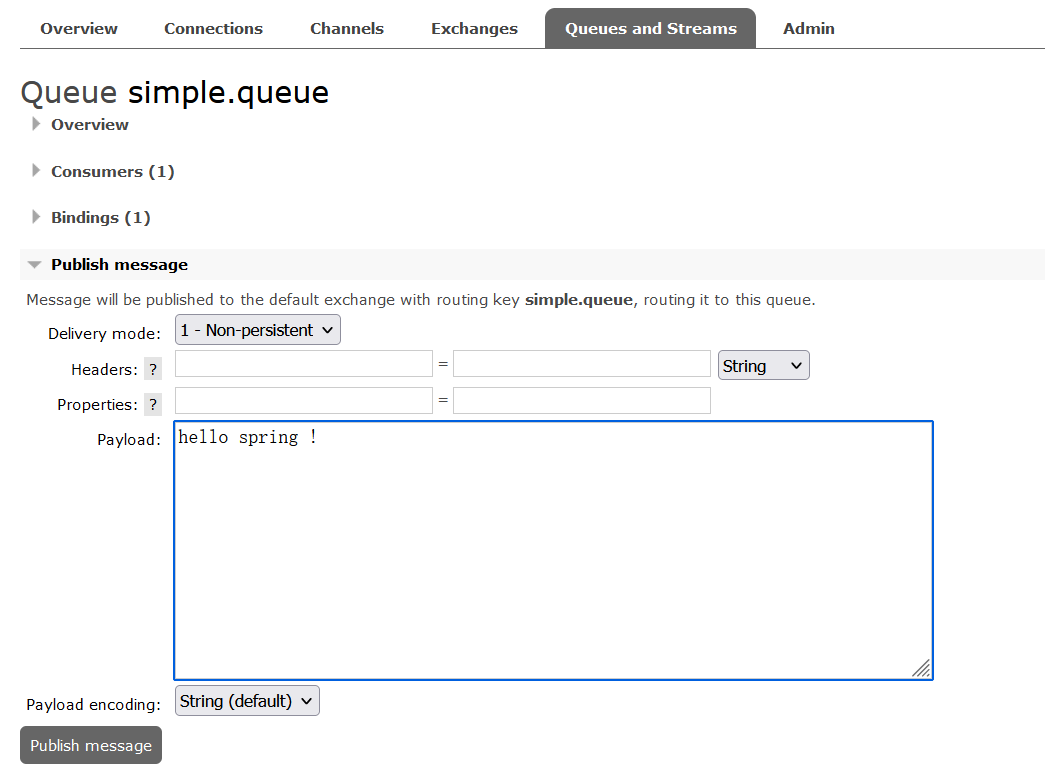 Overview Connections Channels Exchanges Queues and Streams Admin
Queue simple.queue
Overview
Consumers (1)
Bindings (1)
Publish message
Message will be published to the default exchange with routing key simple.queue, routing it to this queue.
Delivery mode: 1 - Non-persistent
Headers: ? = String
Properties: ? =
Payload: hello spring !
Payload encoding: String (default)
Publish message